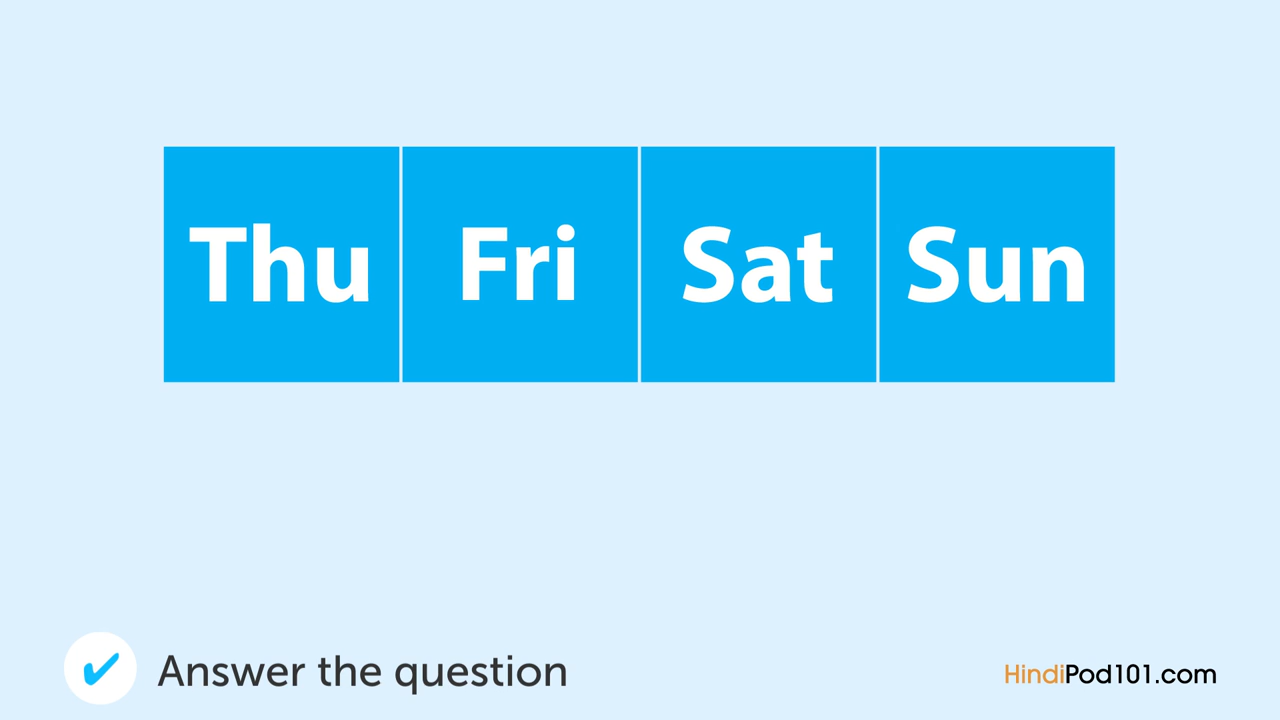 Thu Fri Sat Sun
✔ Answer the question
HindiPod101.com